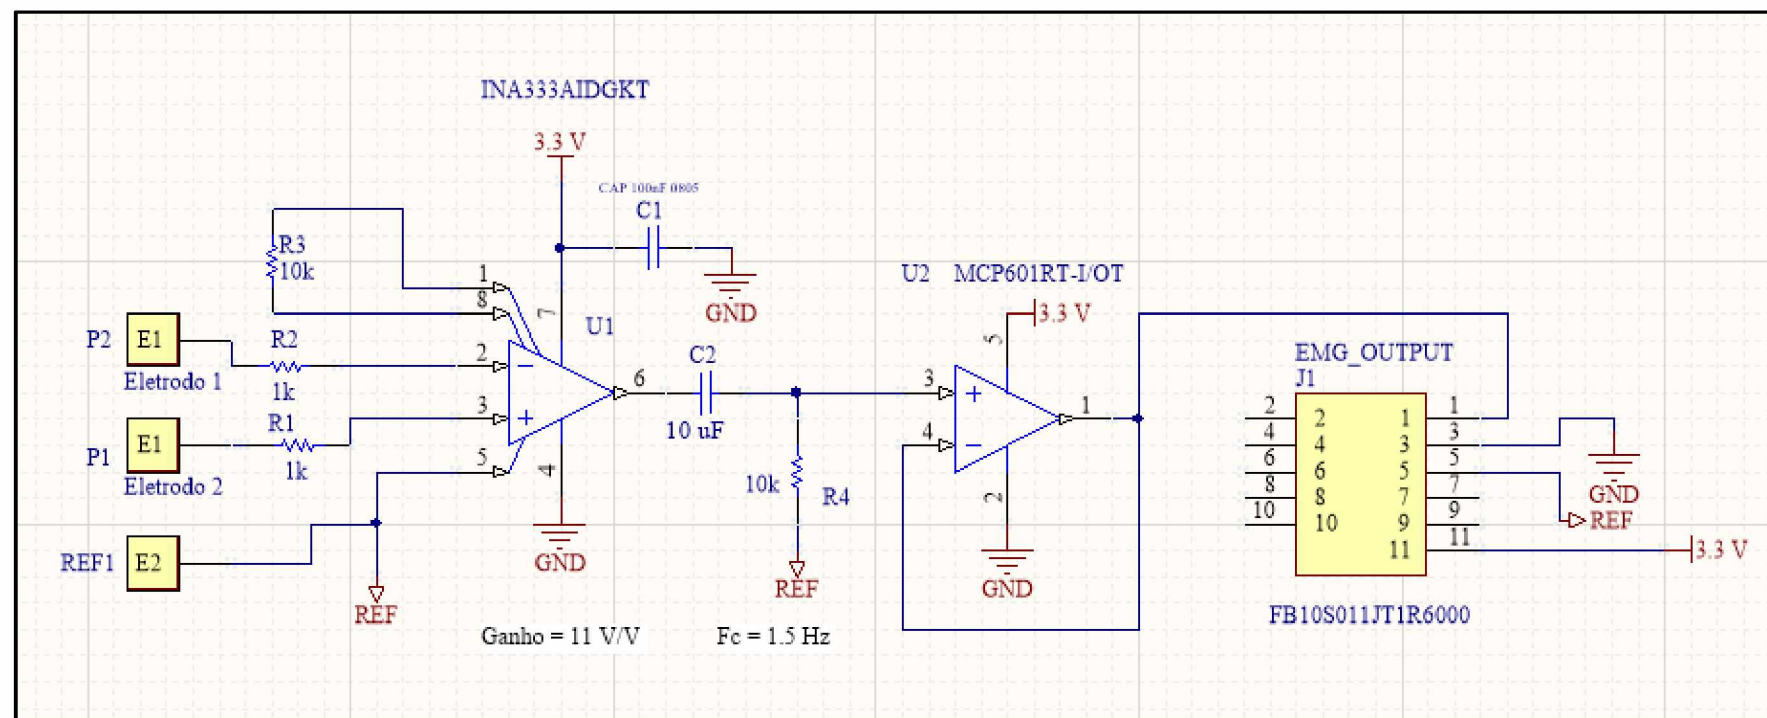 INA333AIDGKT
3.3 V
CAP 100nF 0805
C1
GND
R3
10k
1
8
7
U1
P2
E1
Eletrodo 1
R2
1k
2
P1
E1
Eletrodo 2
R1
1k
3
5
4
6
C2
10 uF
GND
REF1
E2
REF
Ganho = 11 V/V
10k
R4
REF
Fc = 1.5 Hz
U2 MCP601RT-I/OT
3.3 V
5
3
4
1
2
GND
EMG_OUTPUT
J1
2 2 1 1
4 4 3 3
6 6 5 5
8 8 7 7
10 10 9 9
11 11
GND
REF
3.3 V
FB10S011JT1R6000